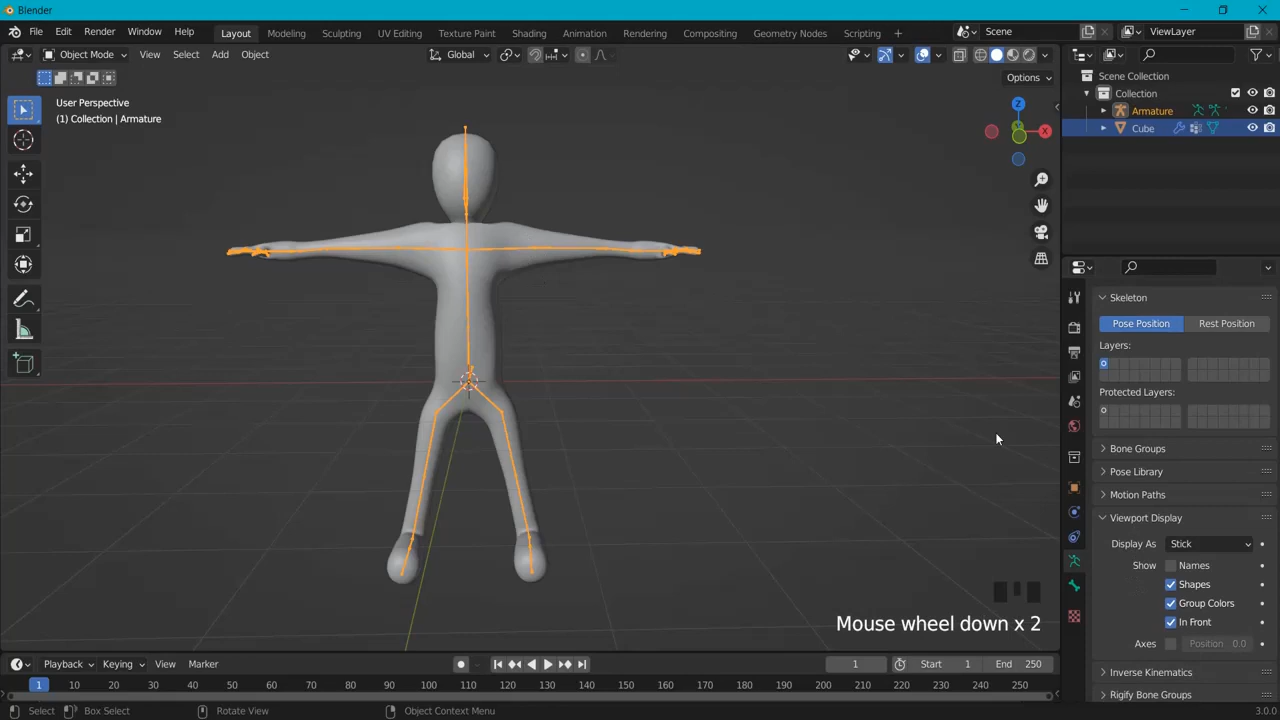 Blender
File Edit Render Window Help Layout Modeling Sculpting UV Editing Texture Paint Shading Animation Rendering Compositing Geometry Nodes Scripting + Scene ViewLayer
Object Mode View Select Add Object Global
Options
User Perspective
(1) Collection | Armature
Z
X
Y
Scene Collection
Collection
Armature
Cube
Skeleton
Pose Position Rest Position
Layers:
Protected Layers:
Bone Groups
Pose Library
Motion Paths
Viewport Display
Display As Stick
Show Names
Shapes
Group Colors
In Front
Axes Position 0.0
Inverse Kinematics
Rigify Bone Groups
Mouse wheel down x 2
Playback Keying View Marker 1 Start 1 End 250
1 10 20 30 40 50 60 70 80 90 100 110 120 130 140 150 160 170 180 190 200 210 220 230 240 250
Select Box Select Rotate View Object Context Menu 3.0.0